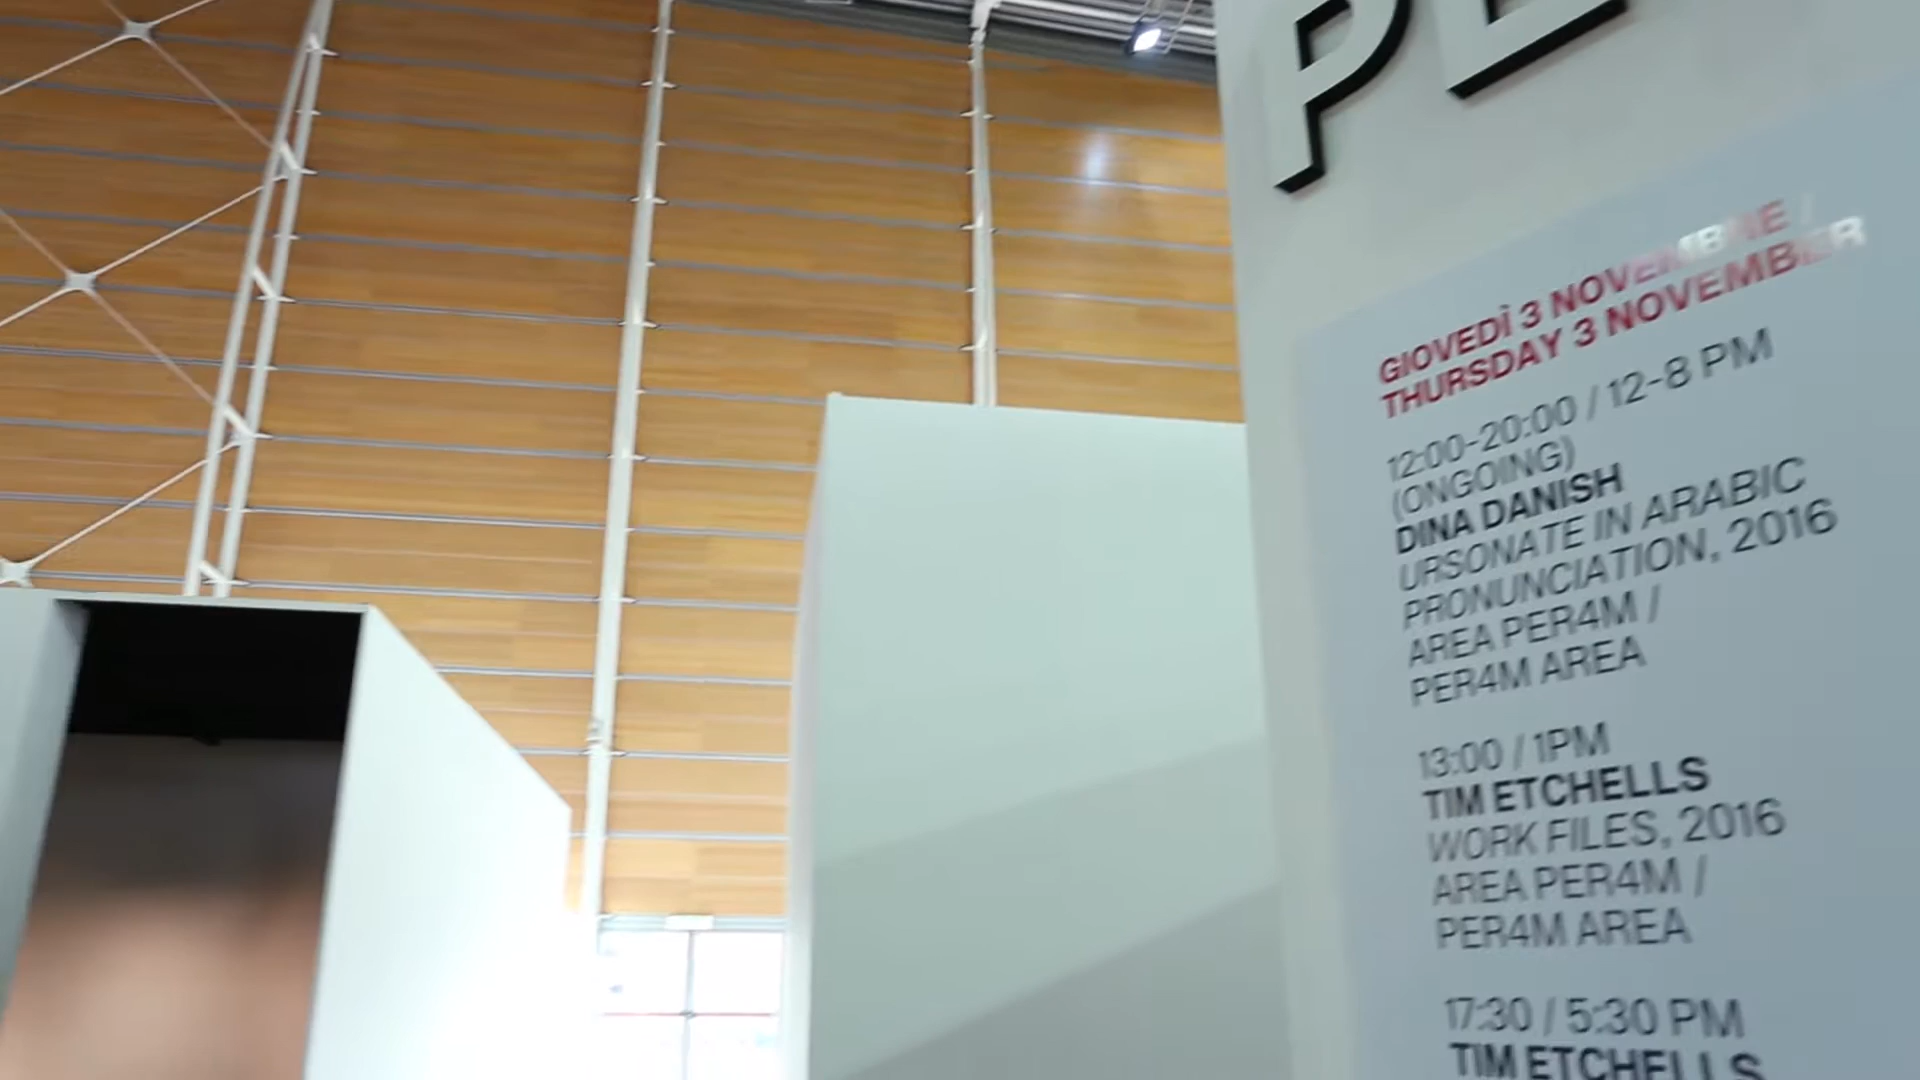 PE
GIOVEDÌ 3 NOVEMBRE /
THURSDAY 3 NOVEMBER
12:00-20:00 / 12-8 PM
(ONGOING)
DINA DANISH
URSONATE IN ARABIC
PRONUNCIATION, 2016
AREA PER4M /
PER4M AREA
13:00 / 1PM
TIM ETCHELLS
WORK FILES, 2016
AREA PER4M /
PER4M AREA
17:30 / 5:30 PM
TIM ETCHELLS